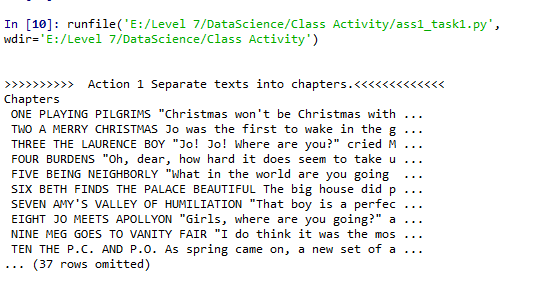 In [10]: runfile('E:/Level 7/DataScience/Class Activity/ass1_task1.py',
wdir='E:/Level 7/DataScience/Class Activity')
>>>>>>>>>>  Action 1 Separate texts into chapters.<<<<<<<<<<<<<
Chapters
ONE PLAYING PILGRIMS "Christmas won't be Christmas with ...
TWO A MERRY CHRISTMAS Jo was the first to wake in the g ...
THREE THE LAURENCE BOY "Jo! Jo! Where are you?" cried M ...
FOUR BURDENS "Oh, dear, how hard it does seem to take u ...
FIVE BEING NEIGHBORLY "What in the world are you going  ...
SIX BETH FINDS THE PALACE BEAUTIFUL The big house did p ...
SEVEN AMY'S VALLEY OF HUMILIATION "That boy is a perfec ...
EIGHT JO MEETS APOLLYON "Girls, where are you going?" a ...
NINE MEG GOES TO VANITY FAIR "I do think it was the mos ...
TEN THE P.C. AND P.O. As spring came on, a new set of a ...
... (37 rows omitted)